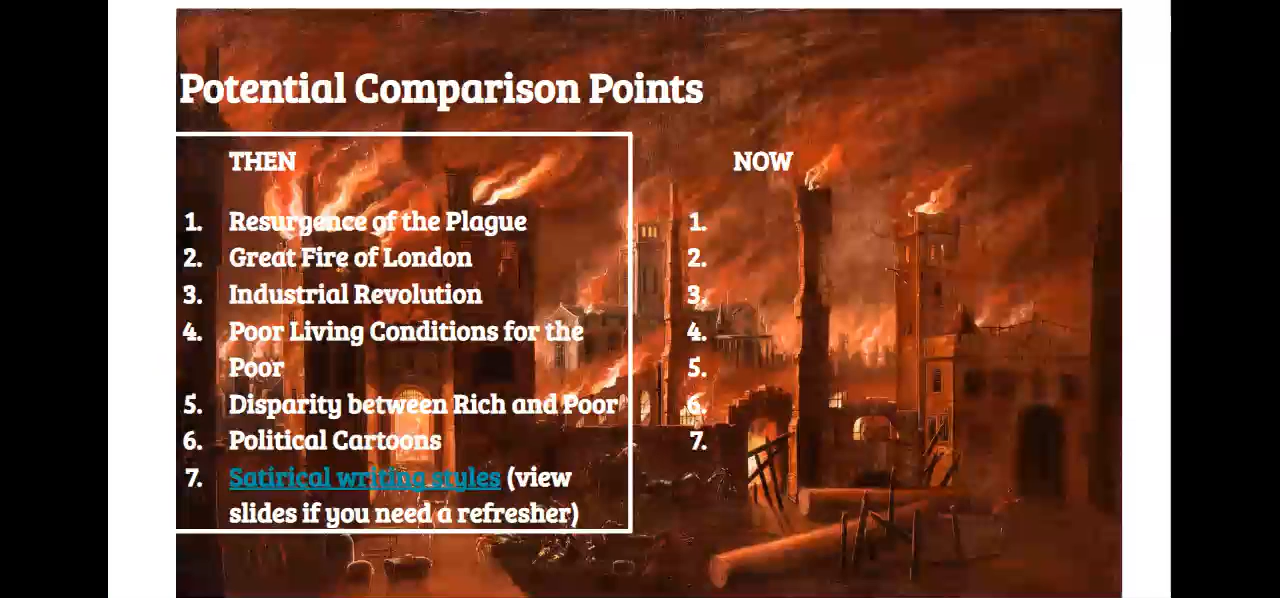 Potential Comparison Points
THEN
1. Resurgence of the Plague
2. Great Fire of London
3. Industrial Revolution
4. Poor Living Conditions for the
Poor
5. Disparity between Rich and Poor
6. Political Cartoons
7. Satirical writing styles (view
slides if you need a refresher)
NOW
1.
2.
3.
4.
5.
6.
7.